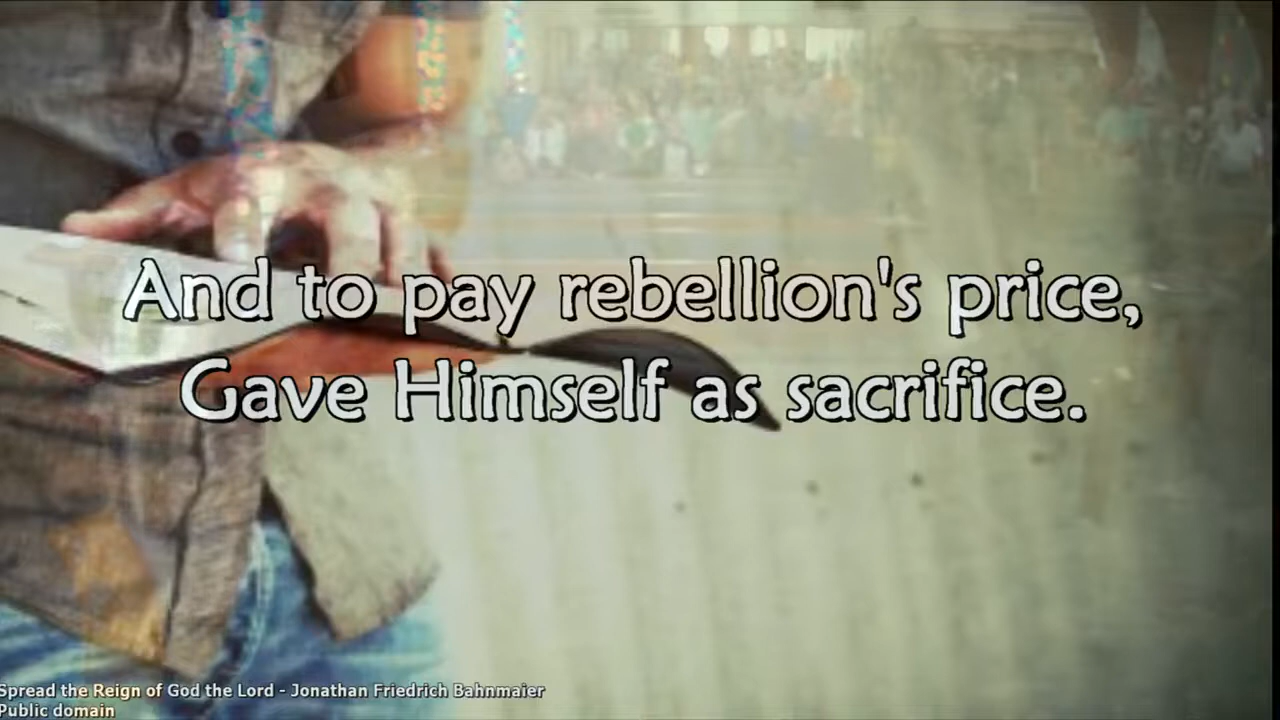 And to pay rebellion's price,
Gave Himself as sacrifice.
Spread the Reign of God the Lord - Jonathan Friedrich Bahnmaier
Public domain